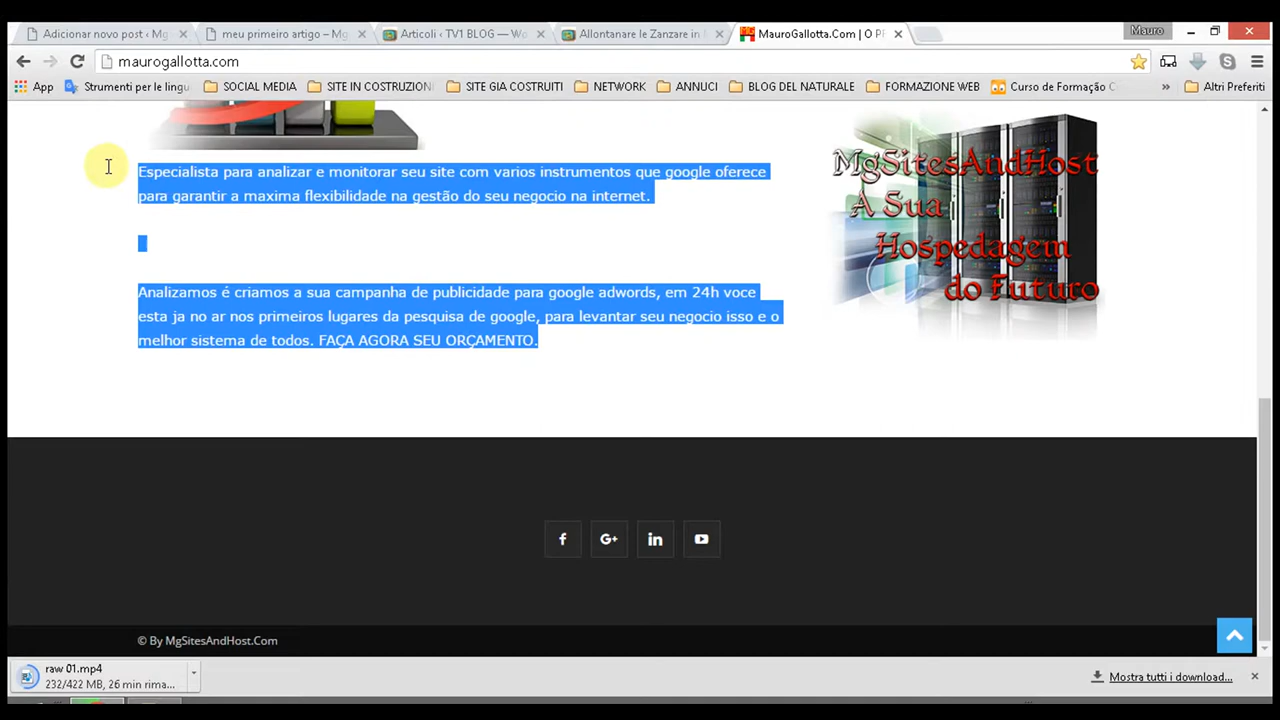 Adicionar novo post ‹ Mg
meu primeiro artigo – Mg
Articoli ‹ TV1 BLOG — Wo
Allontanare le Zanzare in
MauroGallotta.Com | O P
Mauro
maurogallotta.com
App
Strumenti per le lingu
SOCIAL MEDIA
SITE IN COSTRUZION
SITE GIA COSTRUITI
NETWORK
ANNUCI
BLOG DEL NATURALE
FORMAZIONE WEB
Curso de Formação C
»
Altri Preferiti
Especialista para analizar e monitorar seu site com varios instrumentos que google oferece
para garantir a maxima flexibilidade na gestão do seu negocio na internet.
Analizamos é criamos a sua campanha de publicidade para google adwords, em 24h voce
esta ja no ar nos primeiros lugares da pesquisa de google, para levantar seu negocio isso e o
melhor sistema de todos. FAÇA AGORA SEU ORÇAMENTO.
MgSitesAndHost
A Sua
Hospedagem
do Futuro
© By MgSitesAndHost.Com
raw 01.mp4
232/422 MB, 26 min rima...
Mostra tutti i download...